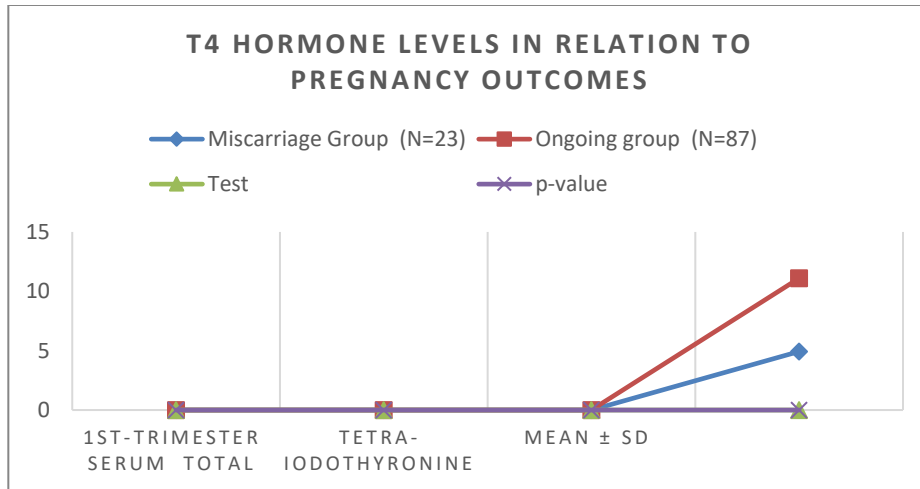 T4 HORMONE LEVELS IN RELATION TO
PREGNANCY OUTCOMES
Miscarriage Group (N=23) Ongoing group (N=87)
Test p-value
15
10
5
0
1ST-TRIMESTER SERUM TOTAL
TETRA-IODOTHYRONINE
MEAN ± SD